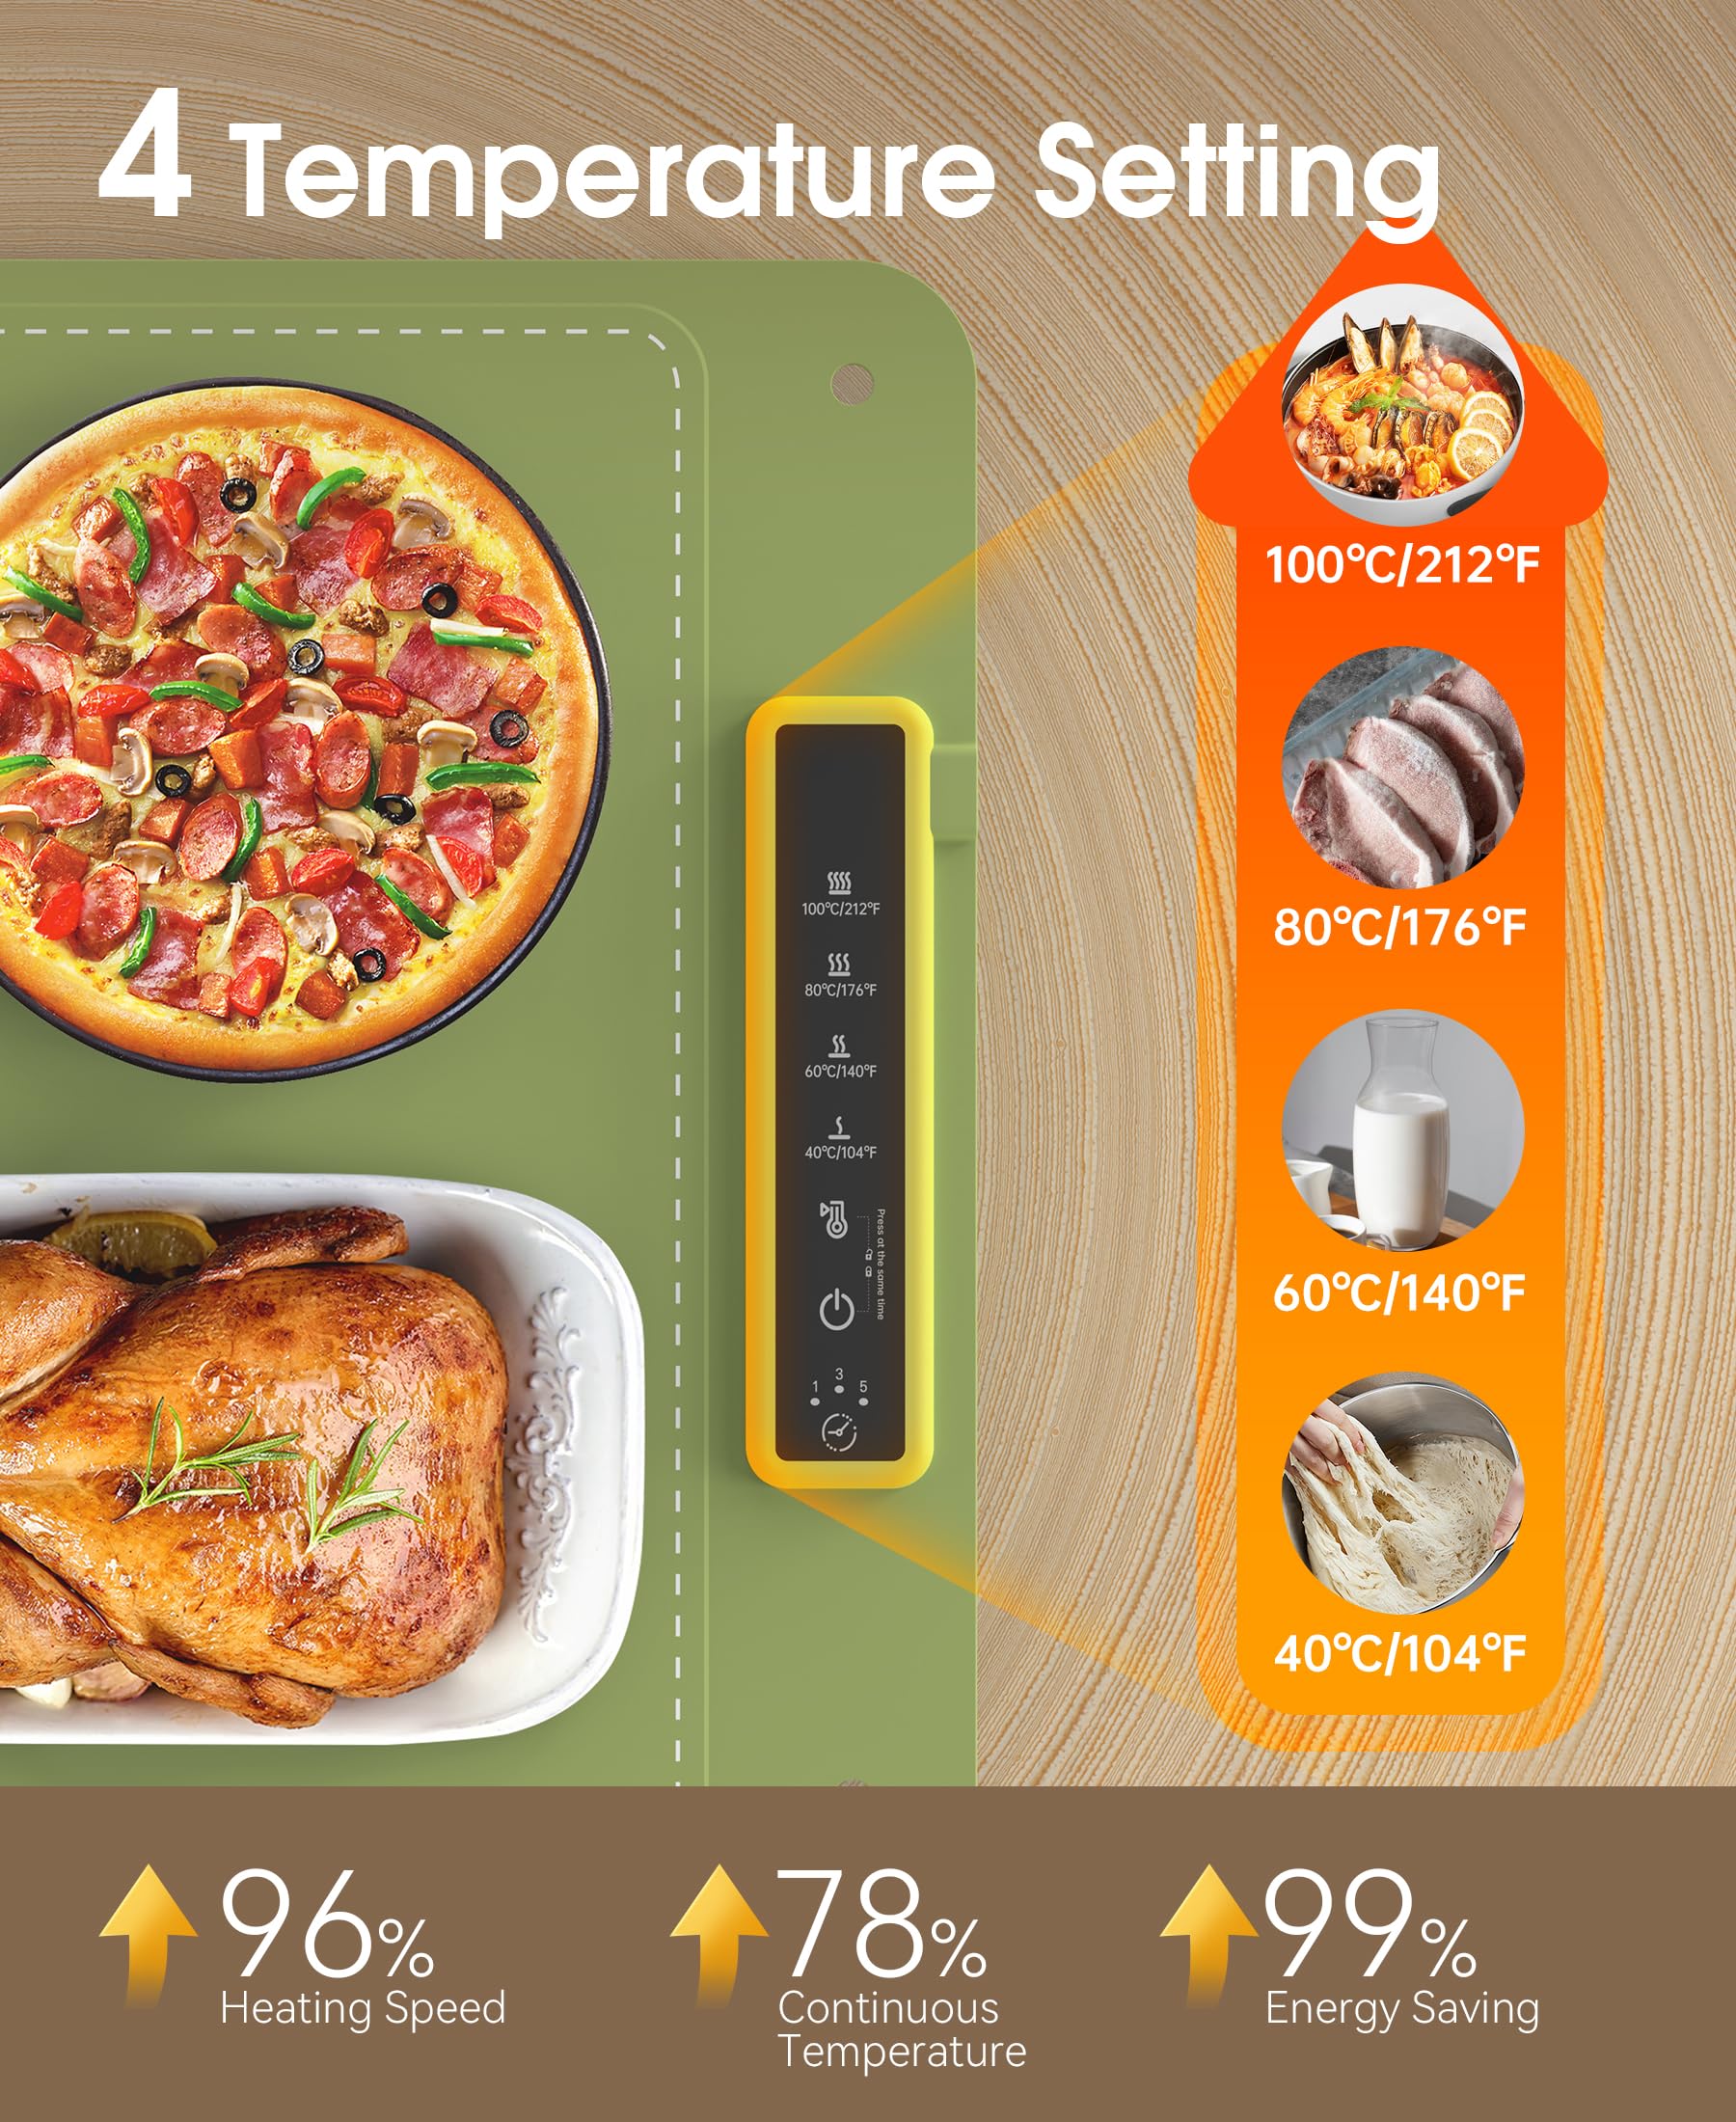 4 Temperature Setting
100℃/212℉
80℃/176℉
60℃/140℉
40℃/104℉
100℃/212℉
80℃/176℉
60℃/140℉
40℃/104℉
Press at the same time
1 3 5
96%
Heating Speed
78%
Continuous
Temperature
99%
Energy Saving